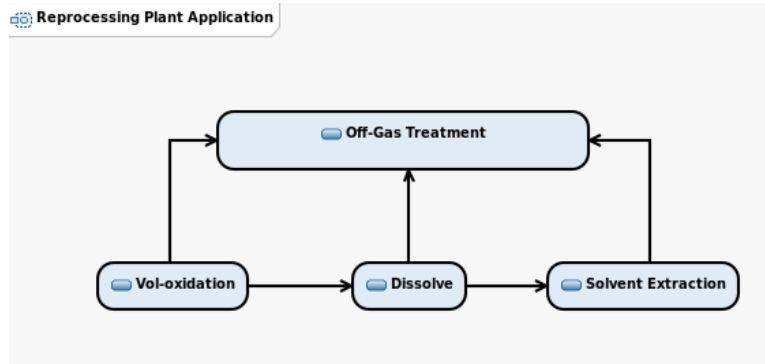 Reprocessing Plant Application
Off-Gas Treatment
Vol-oxidation
Dissolve
Solvent Extraction